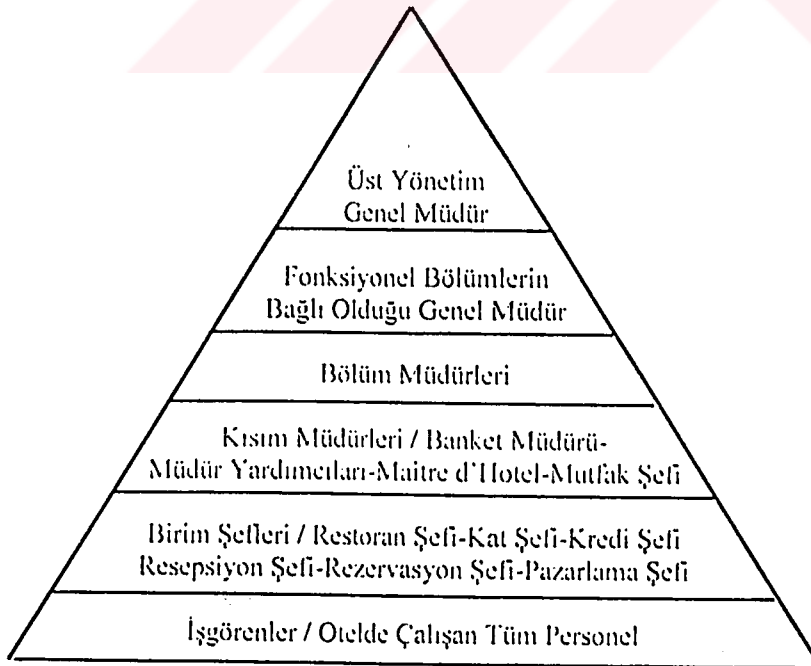 Üst Yönetim
Genel Müdür
Fonksiyonel Bölümlerin
Bağlı Olduğu Genel Müdür
Bölüm Müdürleri
Kısım Müdürleri / Banket Müdürü-
Müdür Yardımcıları-Maitre d'Hotel-Mutfak Şefi
Birim Şefleri / Restoran Şefi-Kat Şefi-Kredi Şefi
Resepsiyon Şefi-Rezervasyon Şefi-Pazarlama Şefi
İşgörenler / Otelde Çalışan Tüm Personel